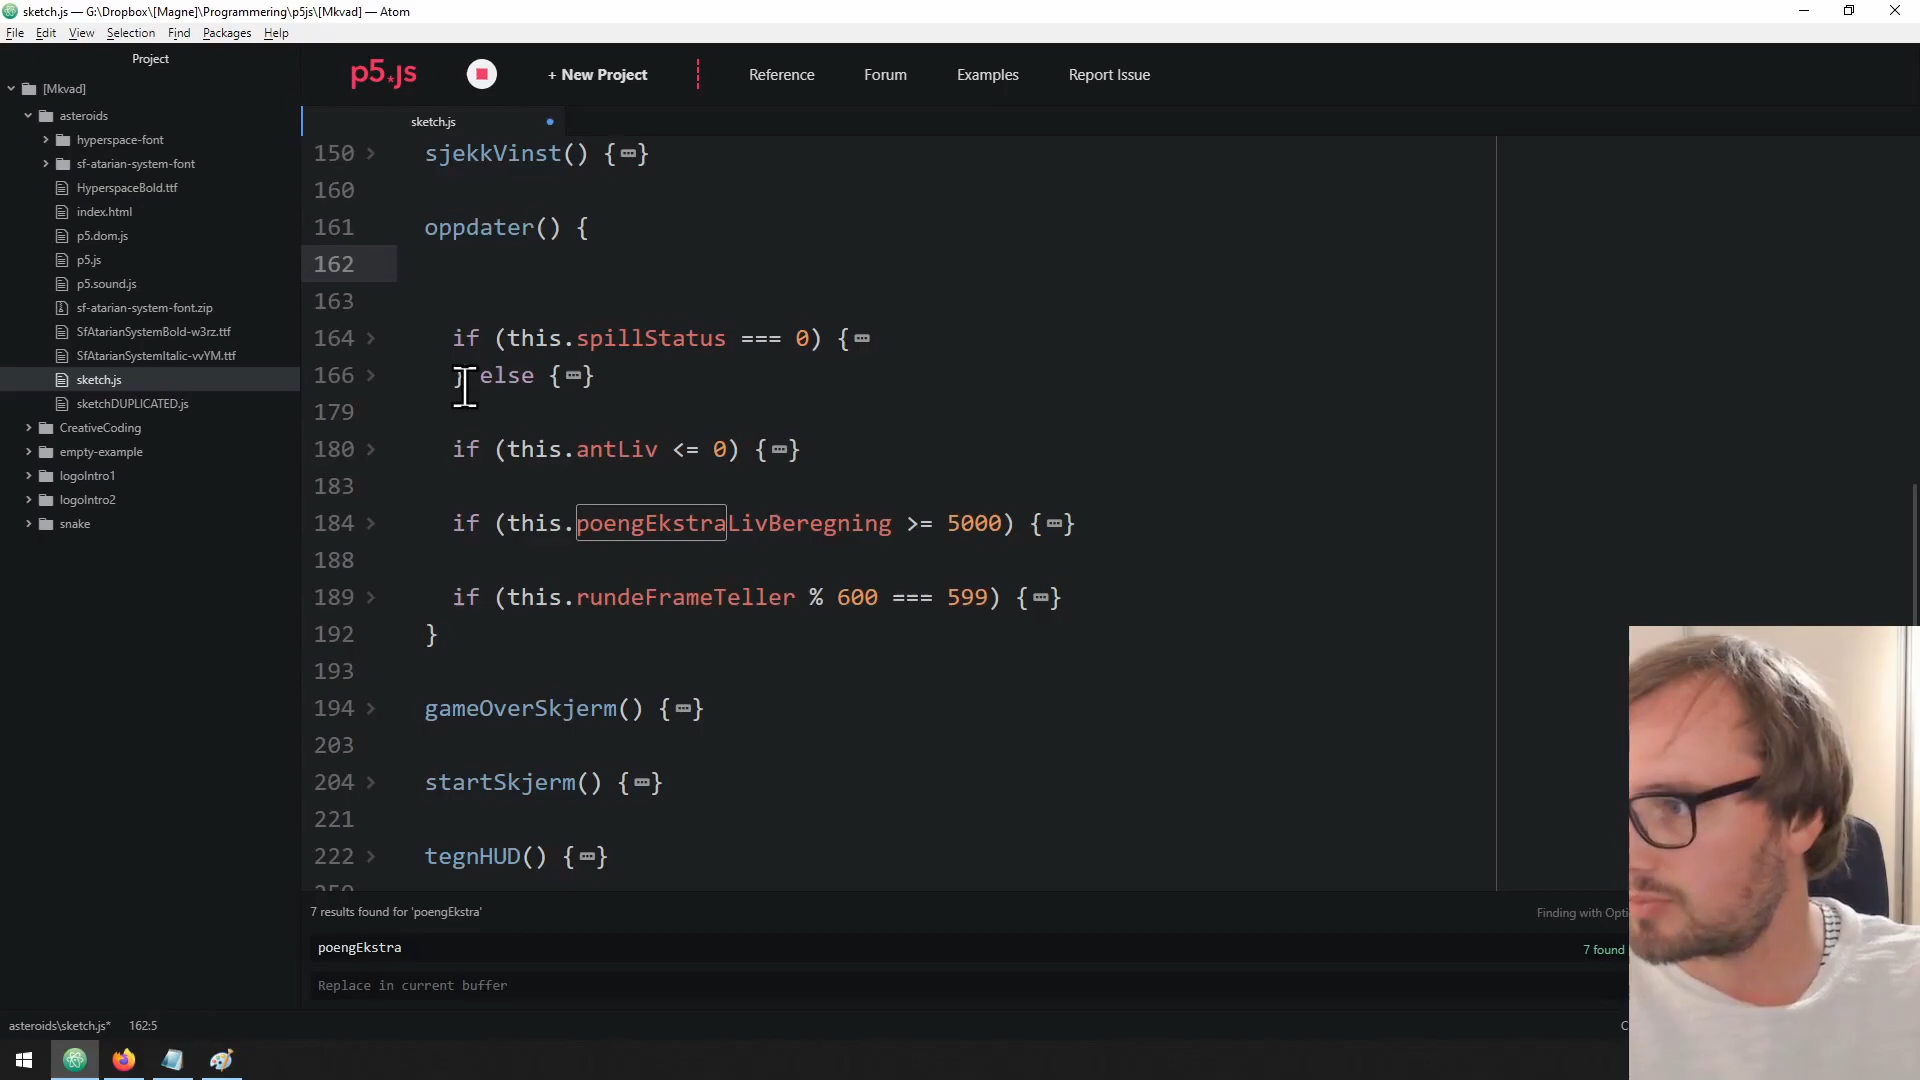 sketch.js — G:\Dropbox\[Magne]\Programmering\p5js\[Mkvad] — Atom
File Edit View Selection Find Packages Help
Project
[Mkvad]
asteroids
hyperspace-font
sf-atarian-system-font
HyperspaceBold.ttf
index.html
p5.dom.js
p5.js
p5.sound.js
sf-atarian-system-font.zip
SfAtarianSystemBold-w3rz.ttf
SfAtarianSystemItalic-vvYM.ttf
sketch.js
sketchDUPLICATED.js
CreativeCoding
empty-example
logoIntro1
logoIntro2
snake
p5.js + New Project Reference Forum Examples Report Issue
sketch.js
150 sjekkVinst() {…}
160
161 oppdater() {
162
163
164 if (this.spillStatus === 0) {…
166 } else {…}
179
180 if (this.antLiv <= 0) {…}
183
184 if (this.poengEkstraLivBeregning >= 5000) {…}
188
189 if (this.rundeFrameTeller % 600 === 599) {…}
192 }
193
194 gameOverSkjerm() {…}
203
204 startSkjerm() {…}
221
222 tegnHUD() {…}
7 results found for 'poengEkstra' Finding with Opti
poengEkstra 7 found
Replace in current buffer
asteroids\sketch.js* 162:5